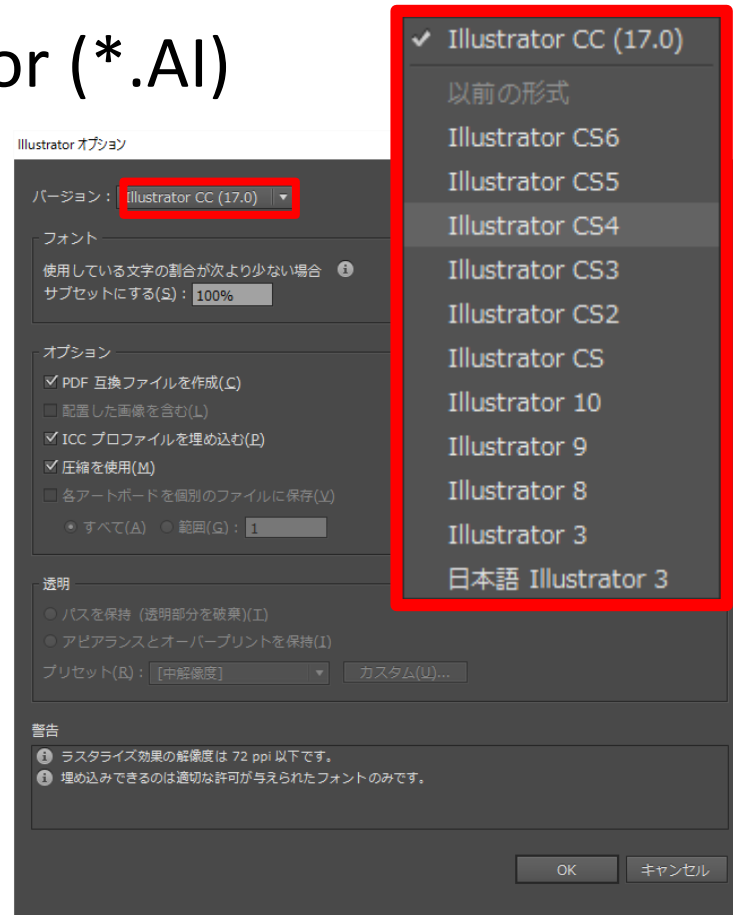 or (*.AI)
Illustrator オプション
バージョン： Illustrator CC (17.0)
フォント
使用している文字の割合が次より少ない場合
サブセットにする(S)： 100%
オプション
PDF 互換ファイルを作成(C)
配置した画像を含む(L)
ICC プロファイルを埋め込む(P)
圧縮を使用(M)
各アートボードを個別のファイルに保存(V)
すべて(A) 範囲(G)： 1
透明
パスを保持 (透明部分を破棄)(T)
アピアランスとオーバープリントを保持(I)
プリセット(R)： [中解像度] カスタム(U)...
警告
ラスタライズ効果の解像度は 72 ppi 以下です。
埋め込みできるのは適切な許可が与えられたフォントのみです。
OK キャンセル
Illustrator CC (17.0)
以前の形式
Illustrator CS6
Illustrator CS5
Illustrator CS4
Illustrator CS3
Illustrator CS2
Illustrator CS
Illustrator 10
Illustrator 9
Illustrator 8
Illustrator 3
日本語 Illustrator 3